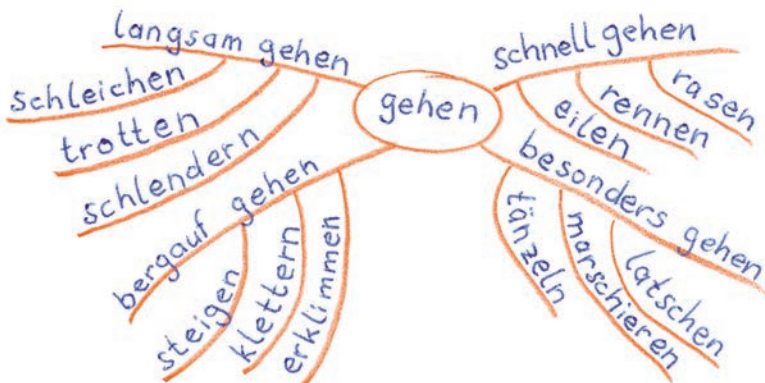 gehen
langsam gehen
schleichen
trotten
schlendern
bergauf gehen
steigen
klettern
erklimmen
schnell gehen
eilen
rennen
rasen
besonders gehen
tänzeln
marschieren
latschen